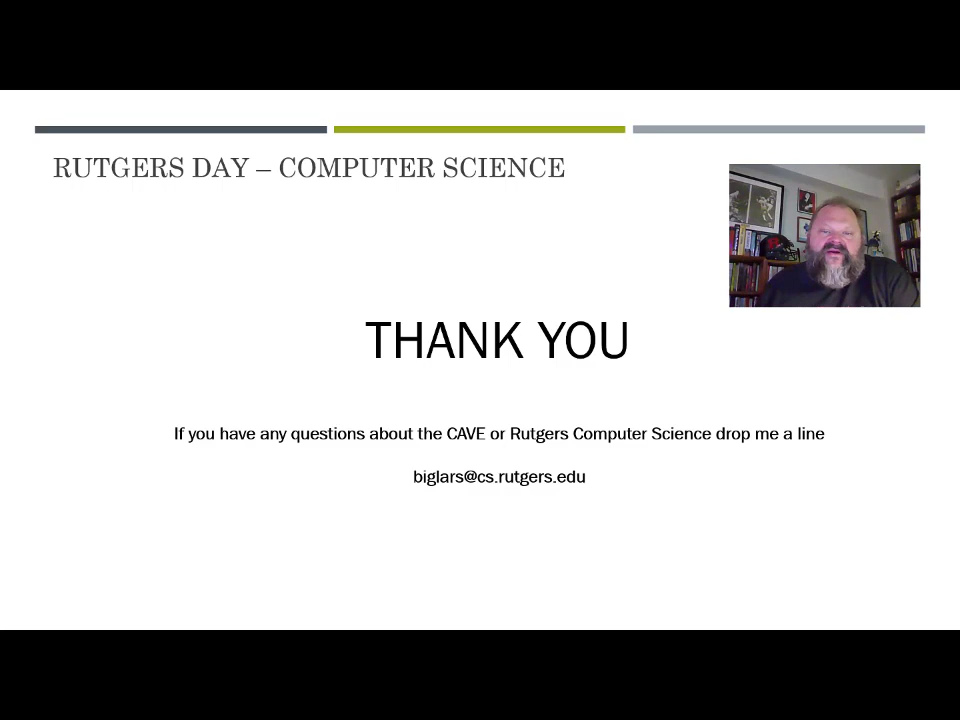 RUTGERS DAY – COMPUTER SCIENCE
THANK YOU
If you have any questions about the CAVE or Rutgers Computer Science drop me a line
biglars@cs.rutgers.edu